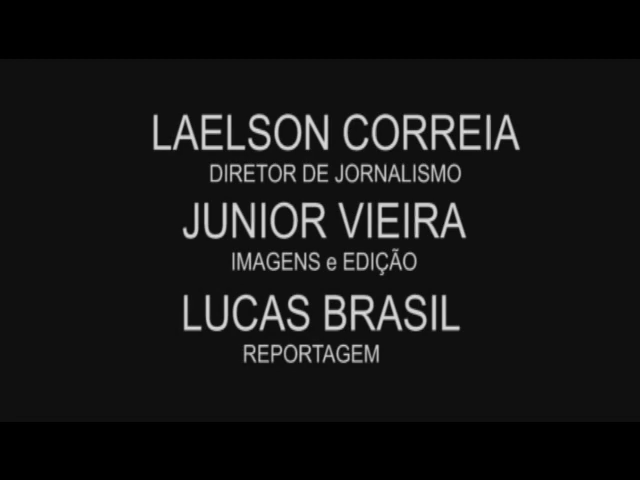 LAELSON CORREIA
DIRETOR DE JORNALISMO
JUNIOR VIEIRA
IMAGENS e EDIÇÃO
LUCAS BRASIL
REPORTAGEM